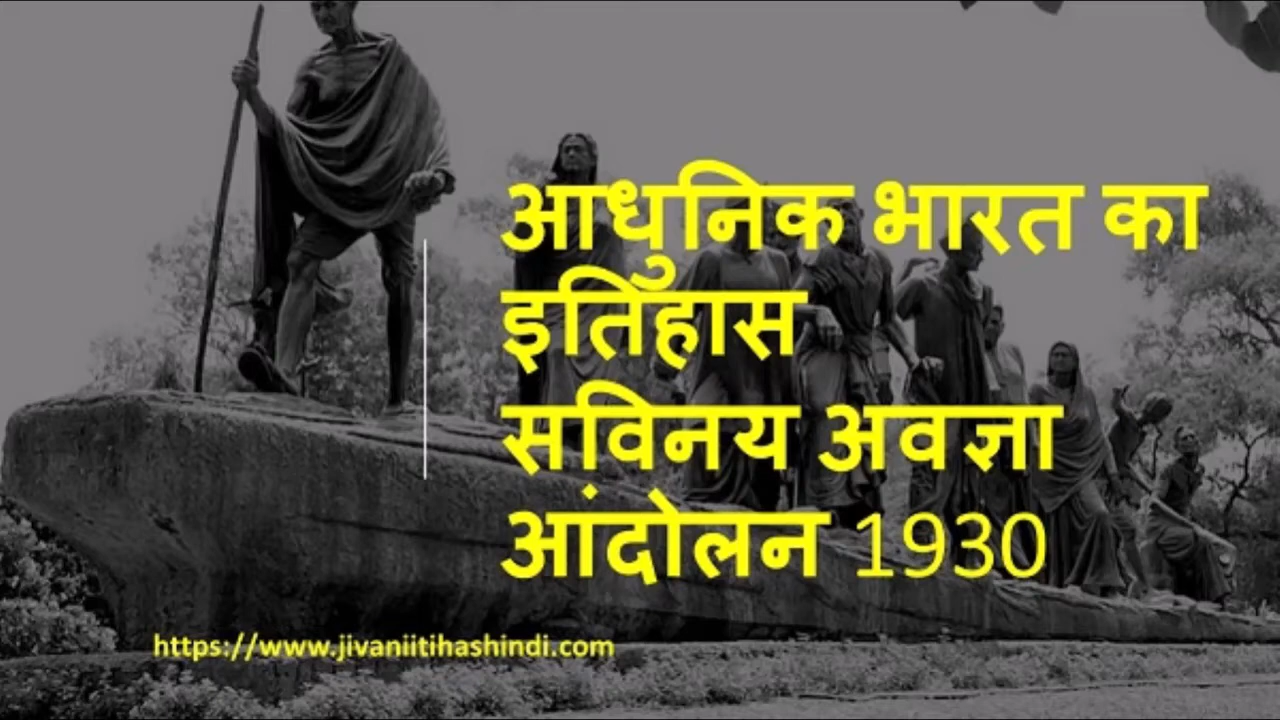 आधुनिक भारत का
इतिहास
सविनय अवज्ञा
आंदोलन 1930
https://www.jivaniitihashindi.com